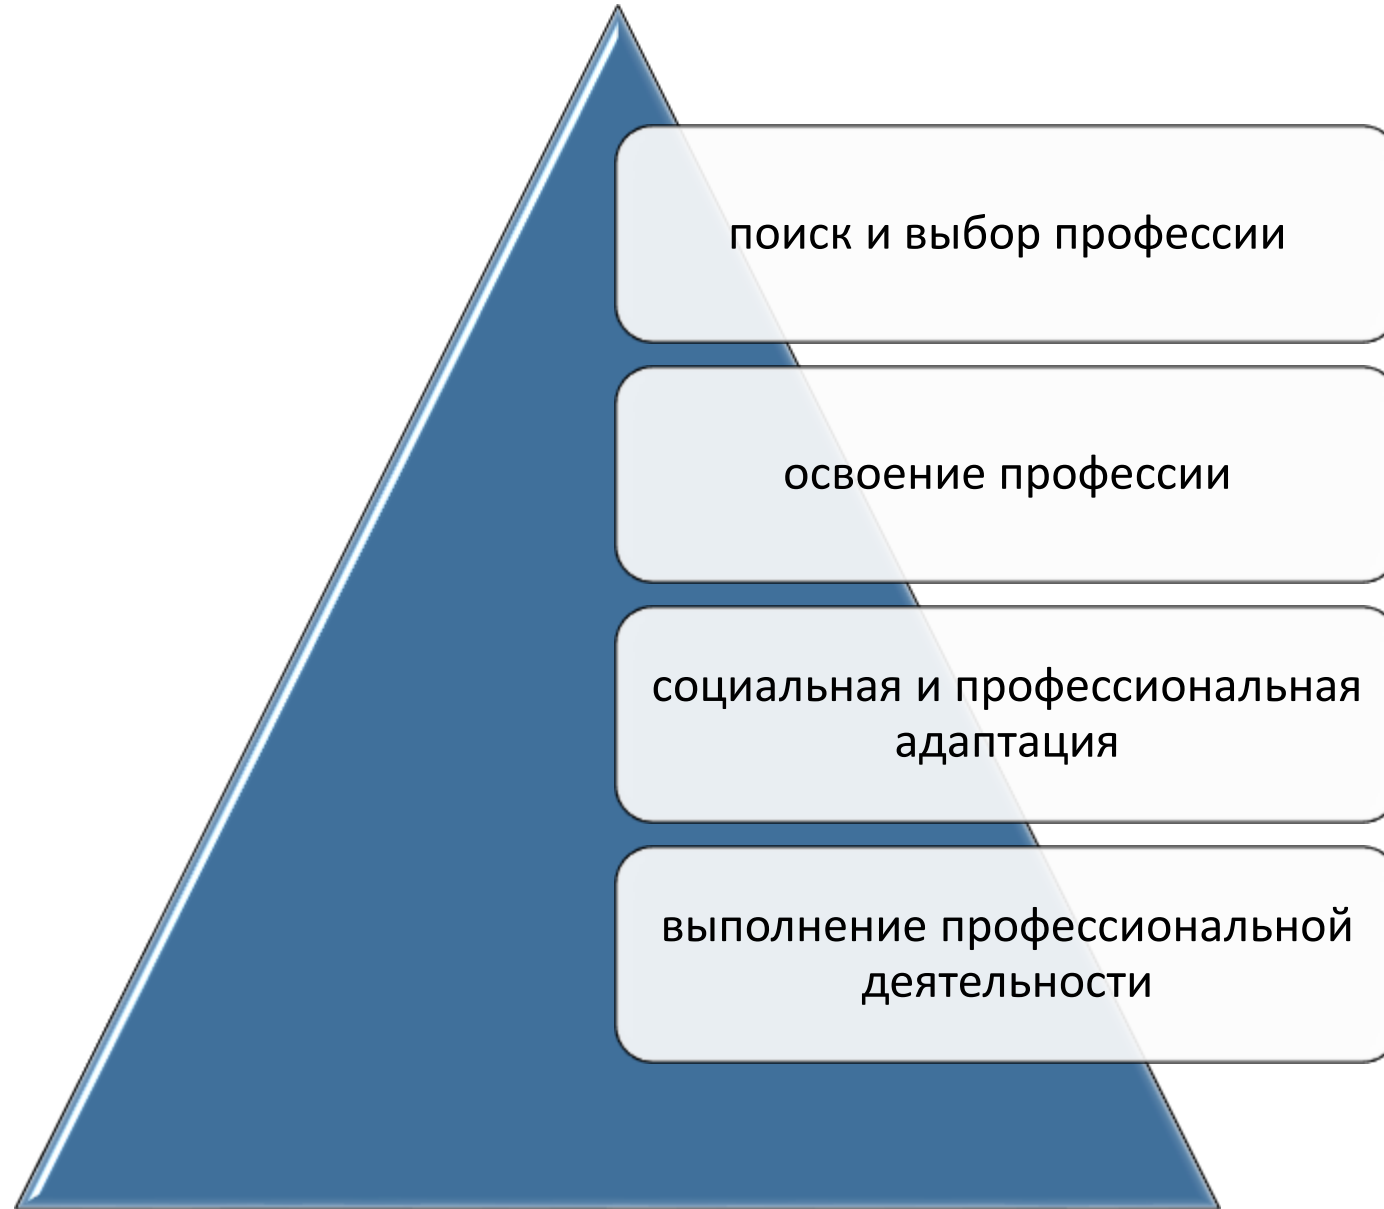 поиск и выбор профессии
освоение профессии
социальная и профессиональная
адаптация
выполнение профессиональной
деятельности